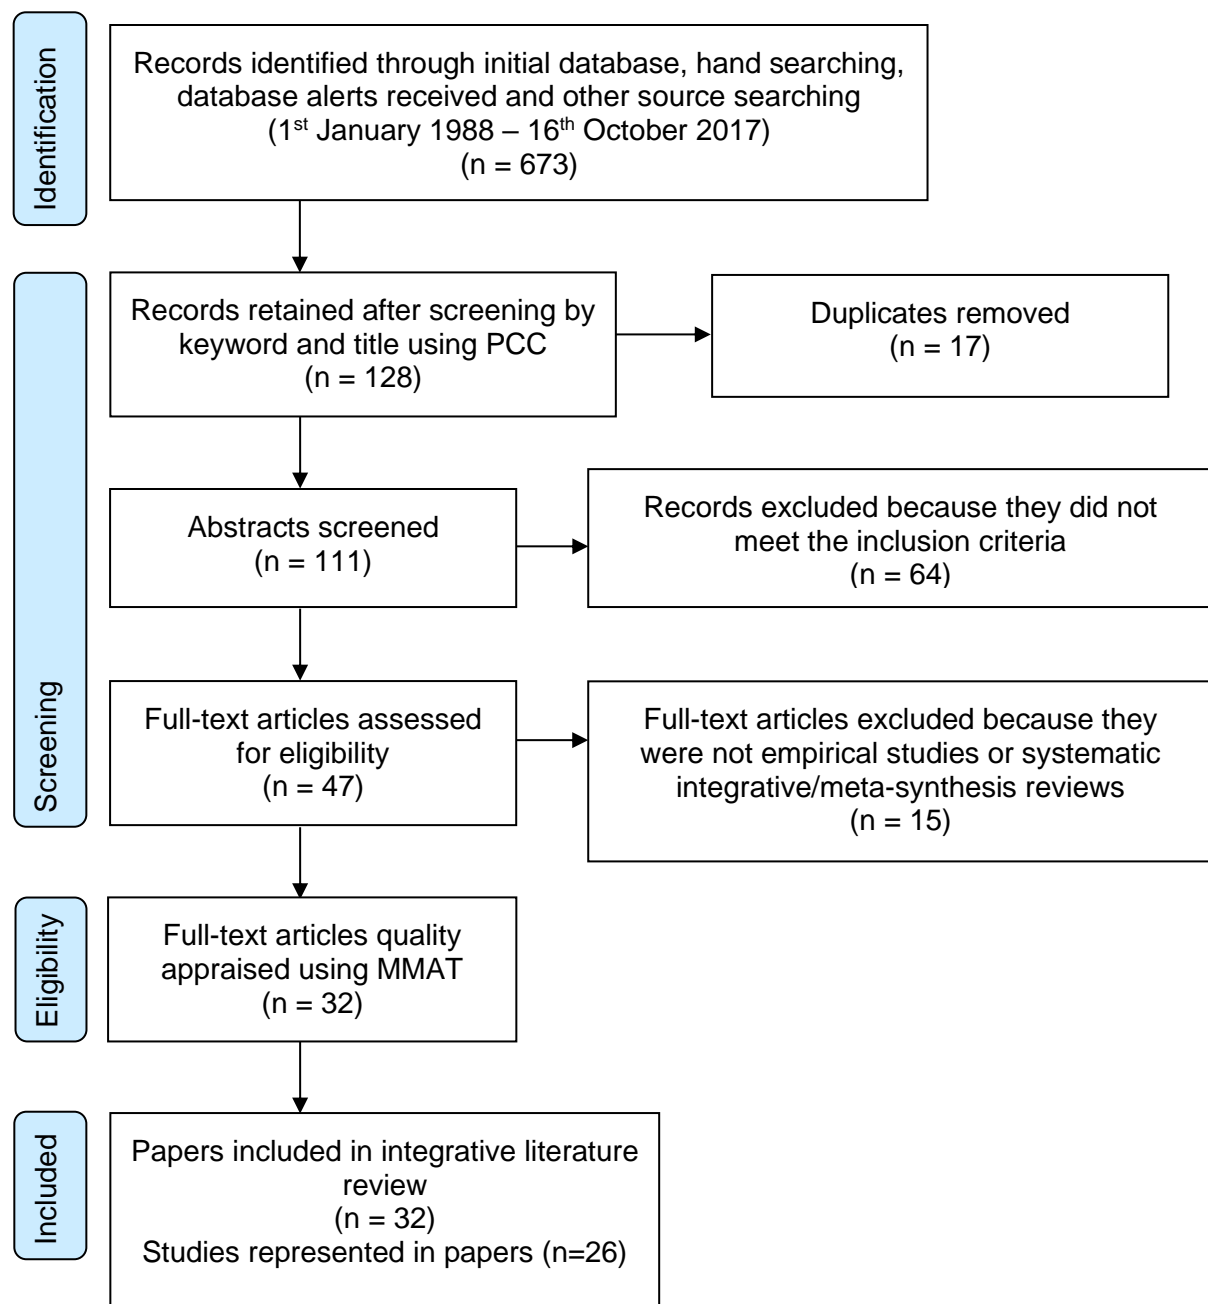 Identification
Records identified through initial database, hand searching,
database alerts received and other source searching
(1st January 1988 – 16th October 2017)
(n = 673)
Screening
Records retained after screening by
keyword and title using PCC
(n = 128)
Duplicates removed
(n = 17)
Abstracts screened
(n = 111)
Records excluded because they did not
meet the inclusion criteria
(n = 64)
Full-text articles assessed
for eligibility
(n = 47)
Full-text articles excluded because they
were not empirical studies or systematic
integrative/meta-synthesis reviews
(n = 15)
Eligibility
Full-text articles quality
appraised using MMAT
(n = 32)
Included
Papers included in integrative literature
review
(n = 32)
Studies represented in papers (n=26)